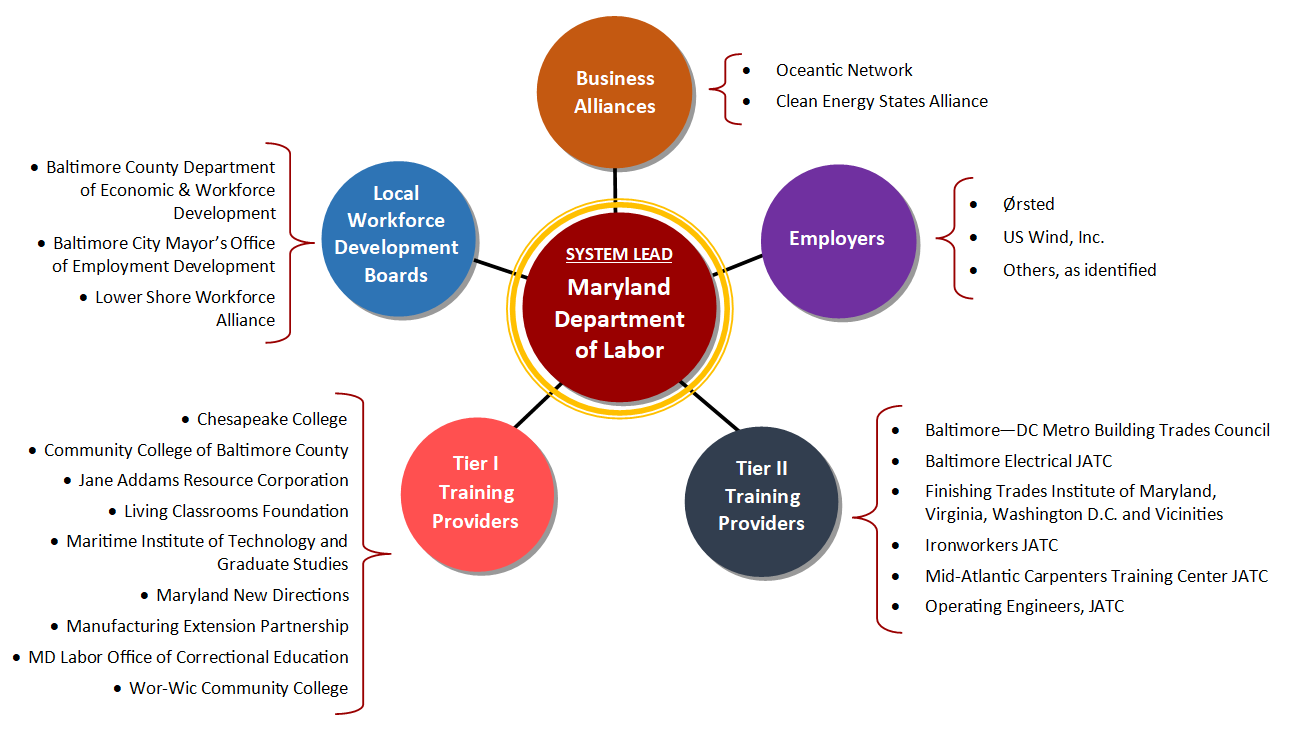 Business
Alliances
• Oceantic Network
• Clean Energy States Alliance
• Baltimore County Department
of Economic & Workforce
Development
• Baltimore City Mayor’s Office
of Employment Development
• Lower Shore Workforce
Alliance
Local
Workforce
Development
Boards
SYSTEM LEAD
Maryland
Department
of Labor
Employers
• Ørsted
• US Wind, Inc.
• Others, as identified
• Chesapeake College
• Community College of Baltimore County
• Jane Addams Resource Corporation
• Living Classrooms Foundation
• Maritime Institute of Technology and
Graduate Studies
• Maryland New Directions
• Manufacturing Extension Partnership
• MD Labor Office of Correctional Education
• Wor-Wic Community College
Tier I
Training
Providers
Tier II
Training
Providers
• Baltimore—DC Metro Building Trades Council
• Baltimore Electrical JATC
• Finishing Trades Institute of Maryland,
Virginia, Washington D.C. and Vicinities
• Ironworkers JATC
• Mid-Atlantic Carpenters Training Center JATC
• Operating Engineers, JATC